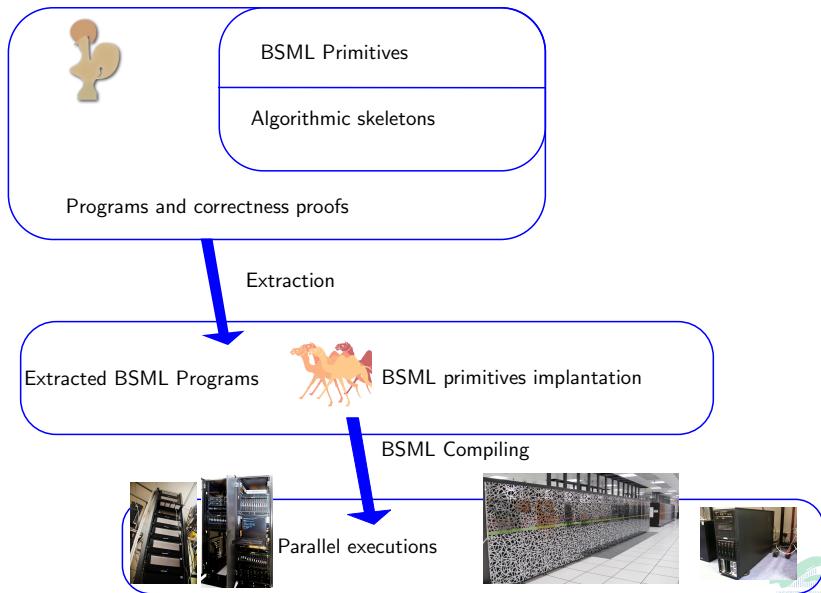 BSML Primitives
Algorithmic skeletons
Programs and correctness proofs
Extraction
Extracted BSML Programs
BSML primitives implantation
BSML Compiling
Parallel executions